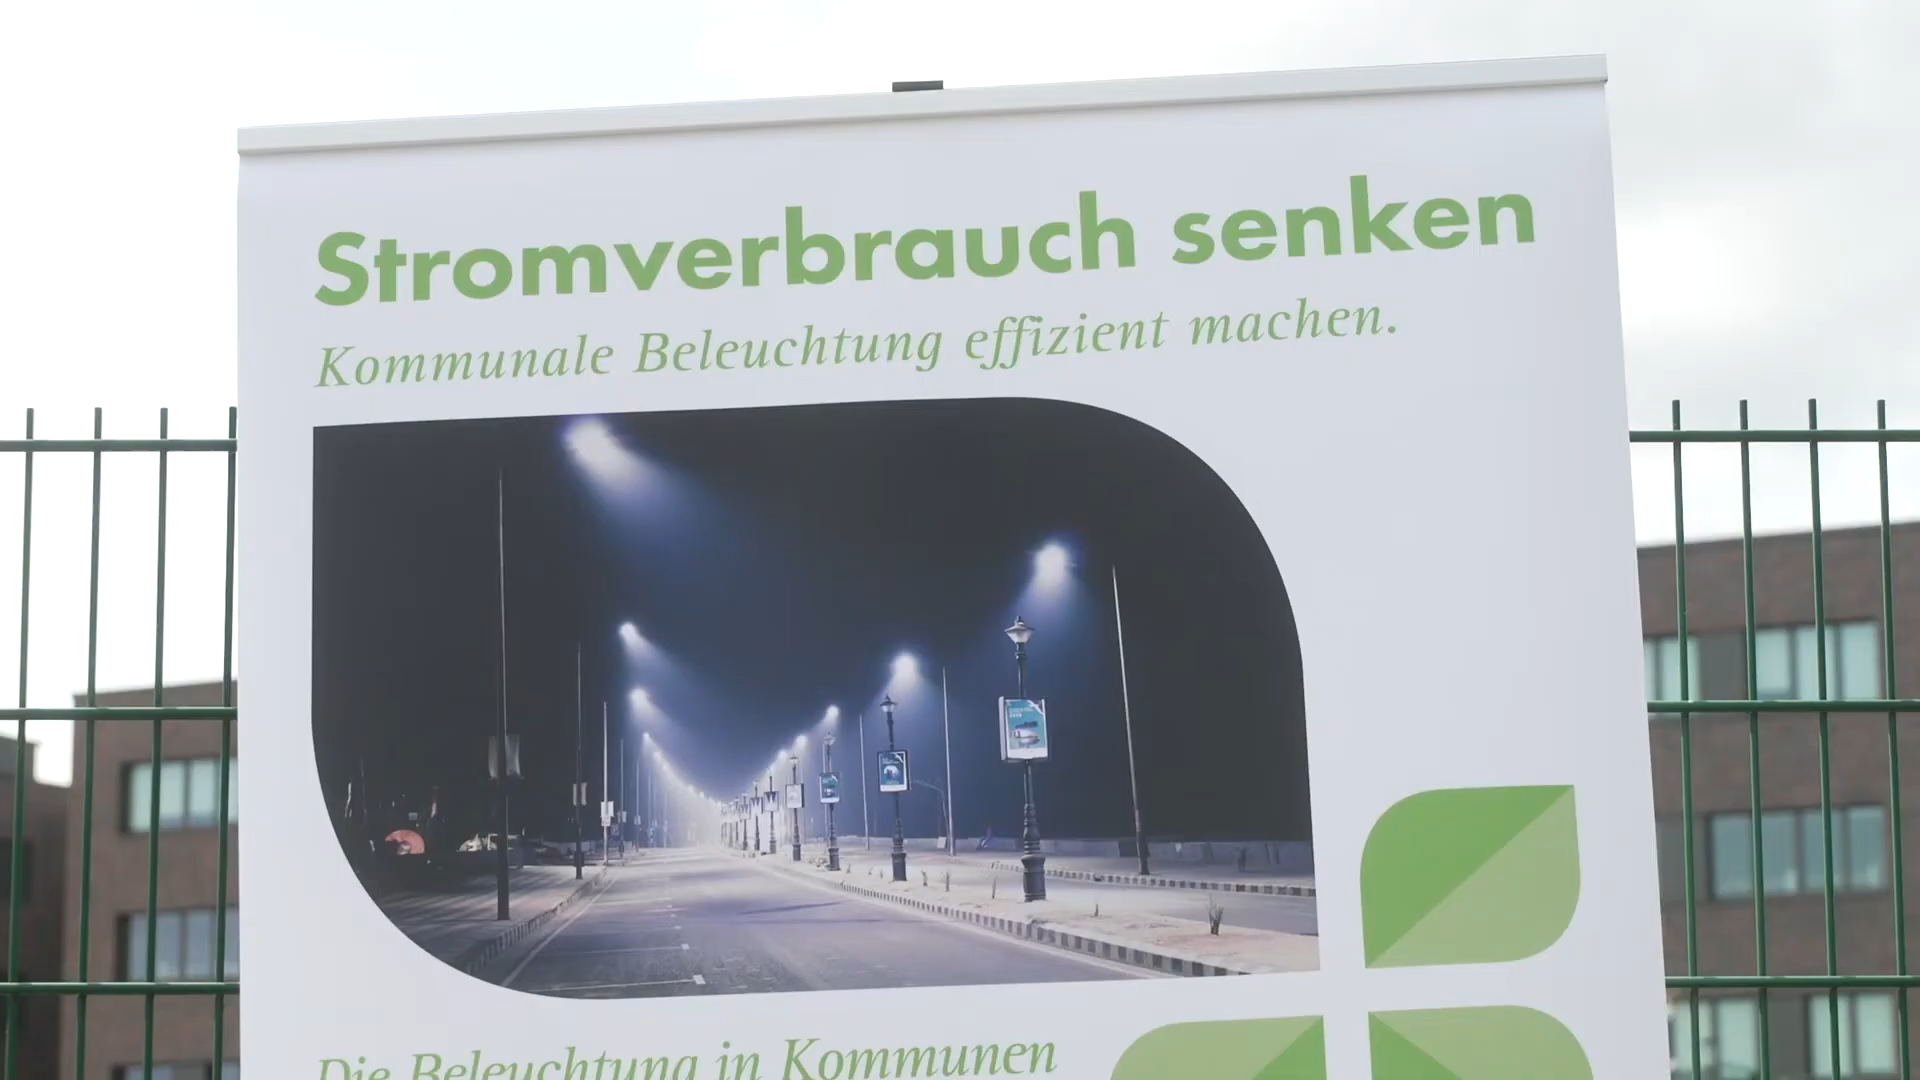 Stromverbrauch senken
Kommunale Beleuchtung effizient machen.
Die Beleuchtung in Kommunen